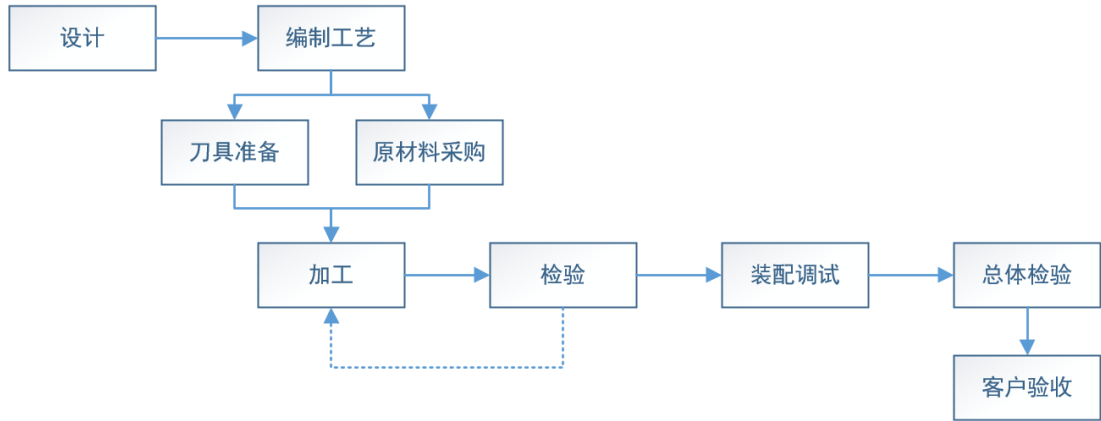 设计
编制工艺
刀具准备
原材料采购
加工
检验
装配调试
总体检验
客户验收